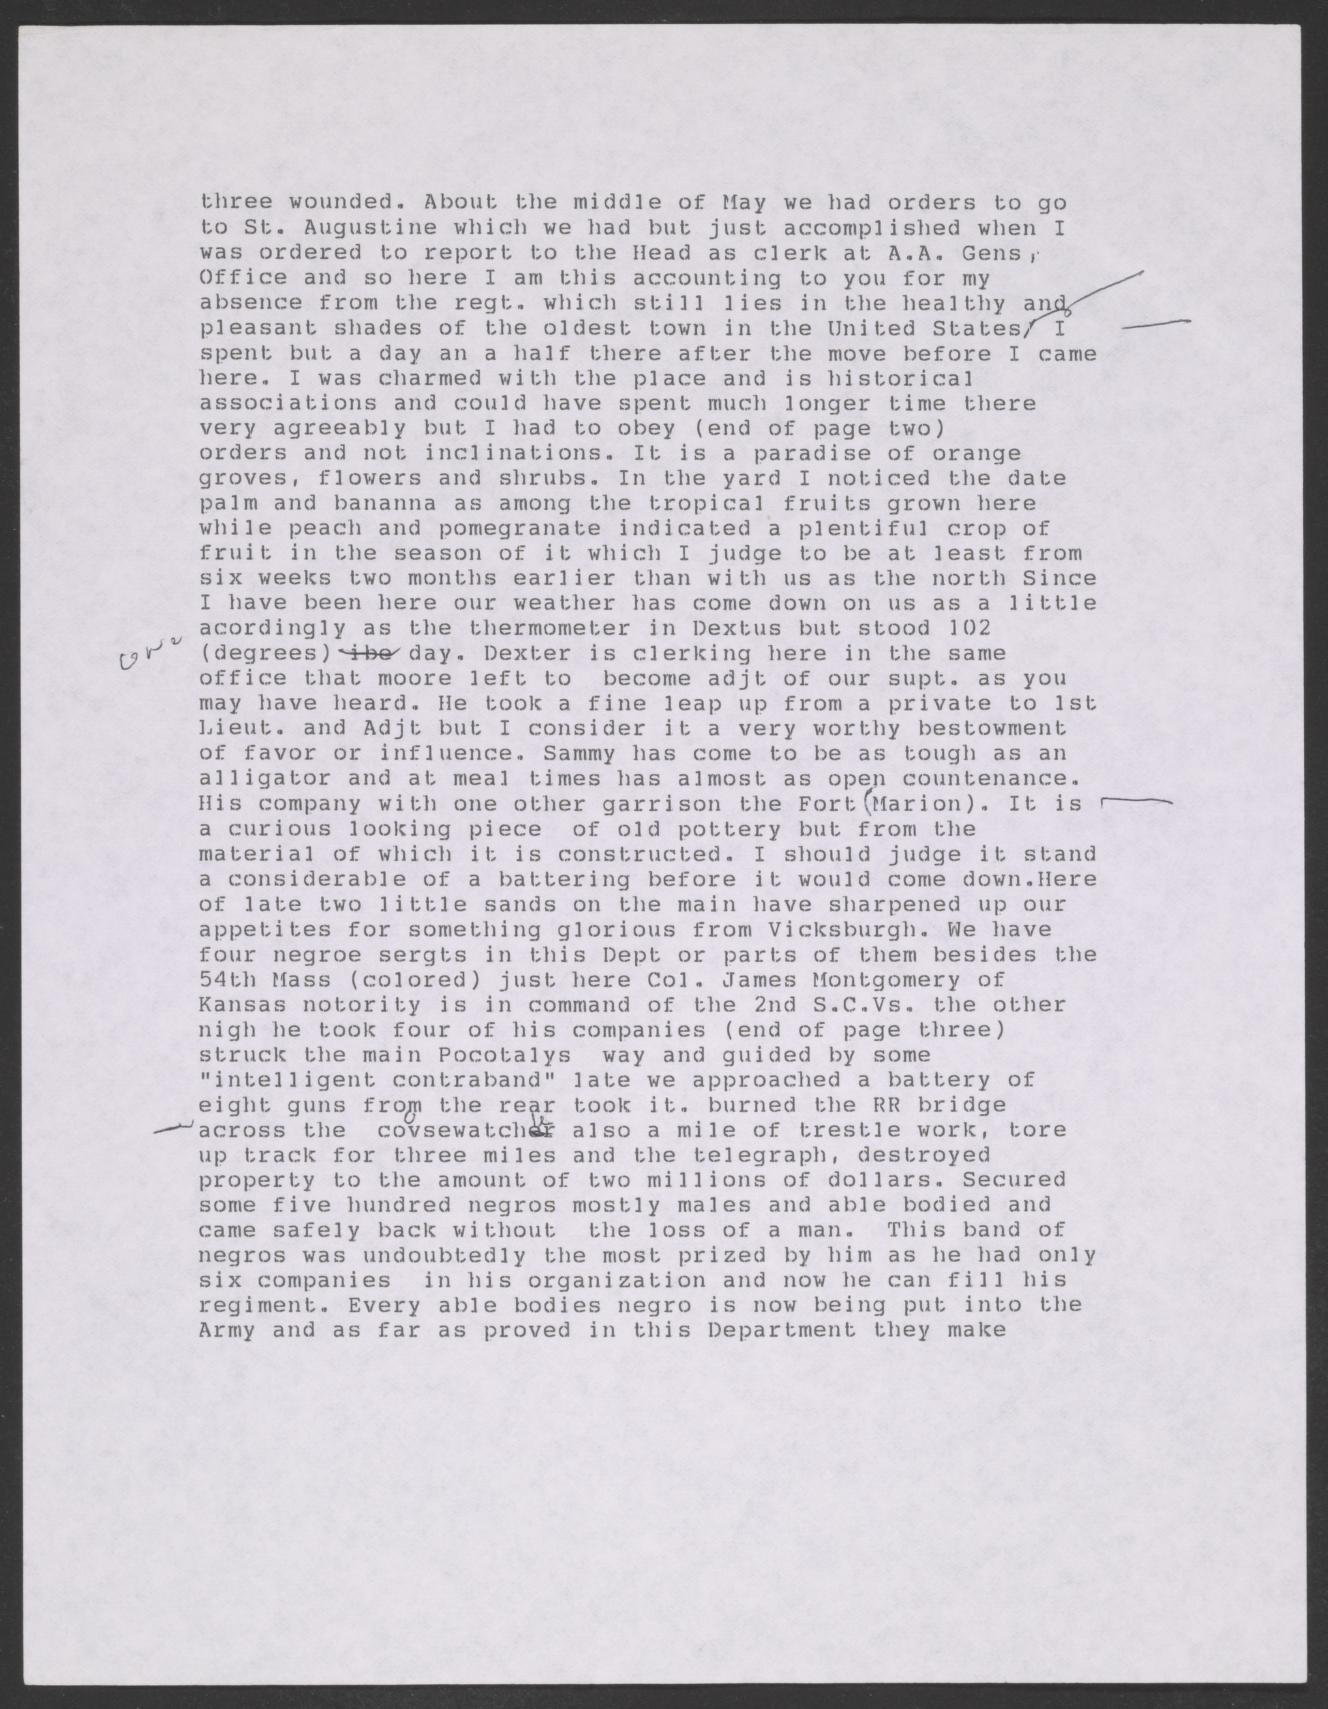 three wounded. About the middle of May we had orders to go
to St. Augustine which we had but just accomplished when I
was ordered to report to the Head as clerk at A.A. Gens,
Office and so here I am this accounting to you for my
absence from the regt. which still lies in the healthy and
pleasant shades of the oldest town in the United States/ I
spent but a day an a half there after the move before I came
here. I was charmed with the place and is historical
associations and could have spent much longer time there
very agreeably but I had to obey (end of page two)
orders and not inclinations. It is a paradise of orange
groves, flowers and shrubs. In the yard I noticed the date
palm and bananna as among the tropical fruits grown here
while peach and pomegranate indicated a plentiful crop of
fruit in the season of it which I judge to be at least from
six weeks two months earlier than with us as the north Since
I have been here our weather has come down on us as a little
acordingly as the thermometer in Dextus but stood 102
one
(degrees) ibe day. Dexter is clerking here in the same
office that moore left to become adjt of our supt. as you
may have heard. He took a fine leap up from a private to 1st
Lieut. and Adjt but I consider it a very worthy bestowment
of favor or influence. Sammy has come to be as tough as an
alligator and at meal times has almost as open countenance.
His company with one other garrison the Fort (Marion). It is
a curious looking piece of old pottery but from the
material of which it is constructed. I should judge it stand
a considerable of a battering before it would come down.Here
of late two little sands on the main have sharpened up our
appetites for something glorious from Vicksburgh. We have
four negroe sergts in this Dept or parts of them besides the
54th Mass (colored) just here Col. James Montgomery of
Kansas notority is in command of the 2nd S.C.Vs. the other
nigh he took four of his companies (end of page three)
struck the main Pocotalys way and guided by some
"intelligent contraband" late we approached a battery of
eight guns from the rear took it. burned the RR bridge
across the covsewatcher also a mile of trestle work, tore
up track for three miles and the telegraph, destroyed
property to the amount of two millions of dollars. Secured
some five hundred negros mostly males and able bodied and
came safely back without the loss of a man. This band of
negros was undoubtedly the most prized by him as he had only
six companies in his organization and now he can fill his
regiment. Every able bodies negro is now being put into the
Army and as far as proved in this Department they make